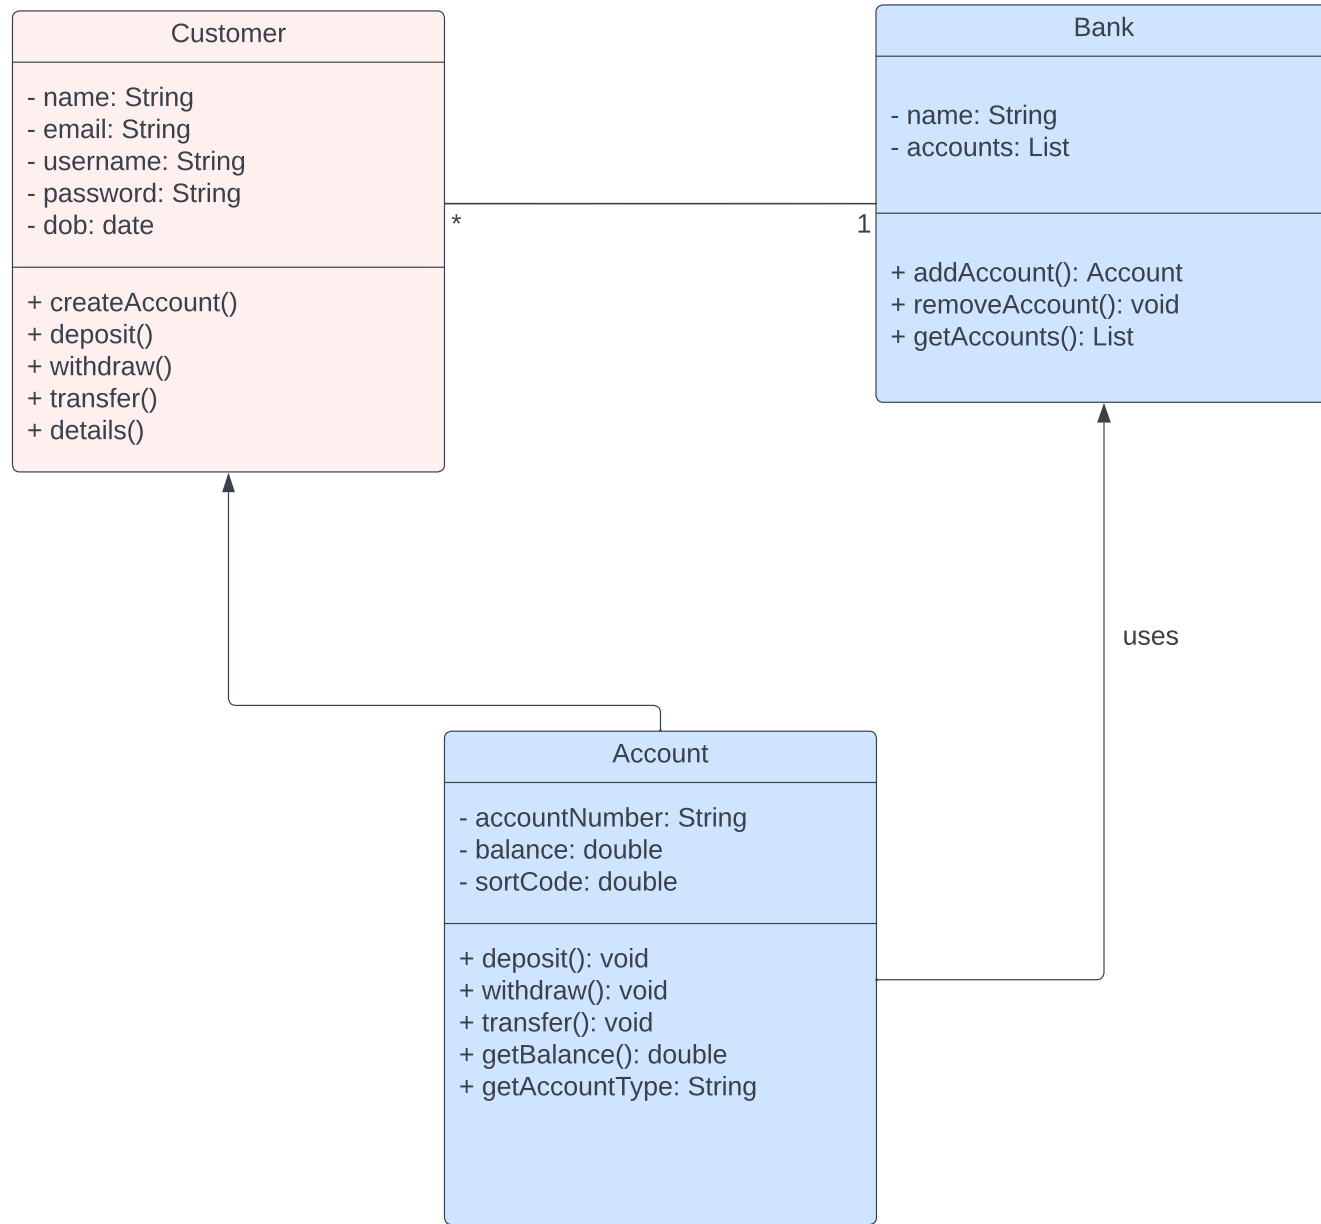 Customer
- name: String
- email: String
- username: String
- password: String
- dob: date
+ createAccount()
+ deposit()
+ withdraw()
+ transfer()
+ details()
*
1
Bank
- name: String
- accounts: List
+ addAccount(): Account
+ removeAccount(): void
+ getAccounts(): List
uses
Account
- accountNumber: String
- balance: double
- sortCode: double
+ deposit(): void
+ withdraw(): void
+ transfer(): void
+ getBalance(): double
+ getAccountType: String